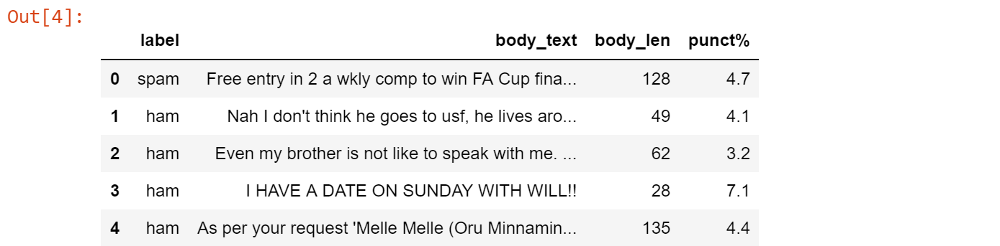 Out[4]:
label body_text body_len punct%
0 spam Free entry in 2 a wkly comp to win FA Cup fina... 128 4.7
1 ham Nah I don't think he goes to usf, he lives aro... 49 4.1
2 ham Even my brother is not like to speak with me. ... 62 3.2
3 ham I HAVE A DATE ON SUNDAY WITH WILL!! 28 7.1
4 ham As per your request 'Melle Melle (Oru Minnamin... 135 4.4